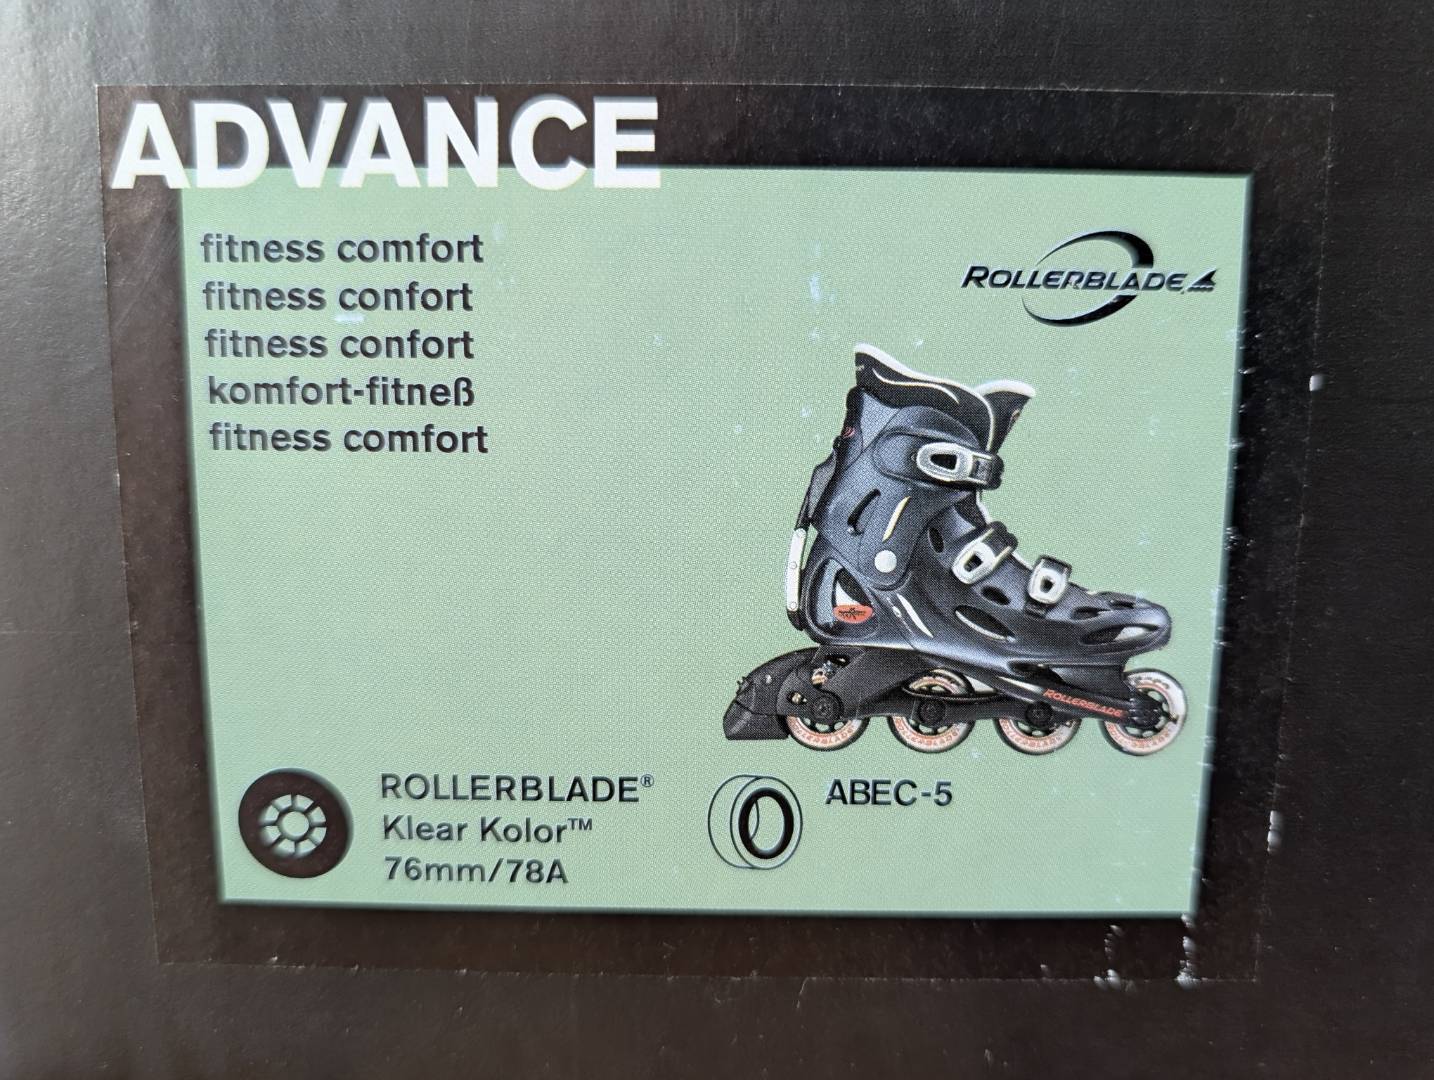 ADVANCE
fitness comfort
fitness confort
fitness confort
komfort-fitneß
fitness comfort
ROLLERBLADE
ROLLERBLADE
ROLLERBLADE®
Klear Kolor™
76mm/78A
ABEC-5